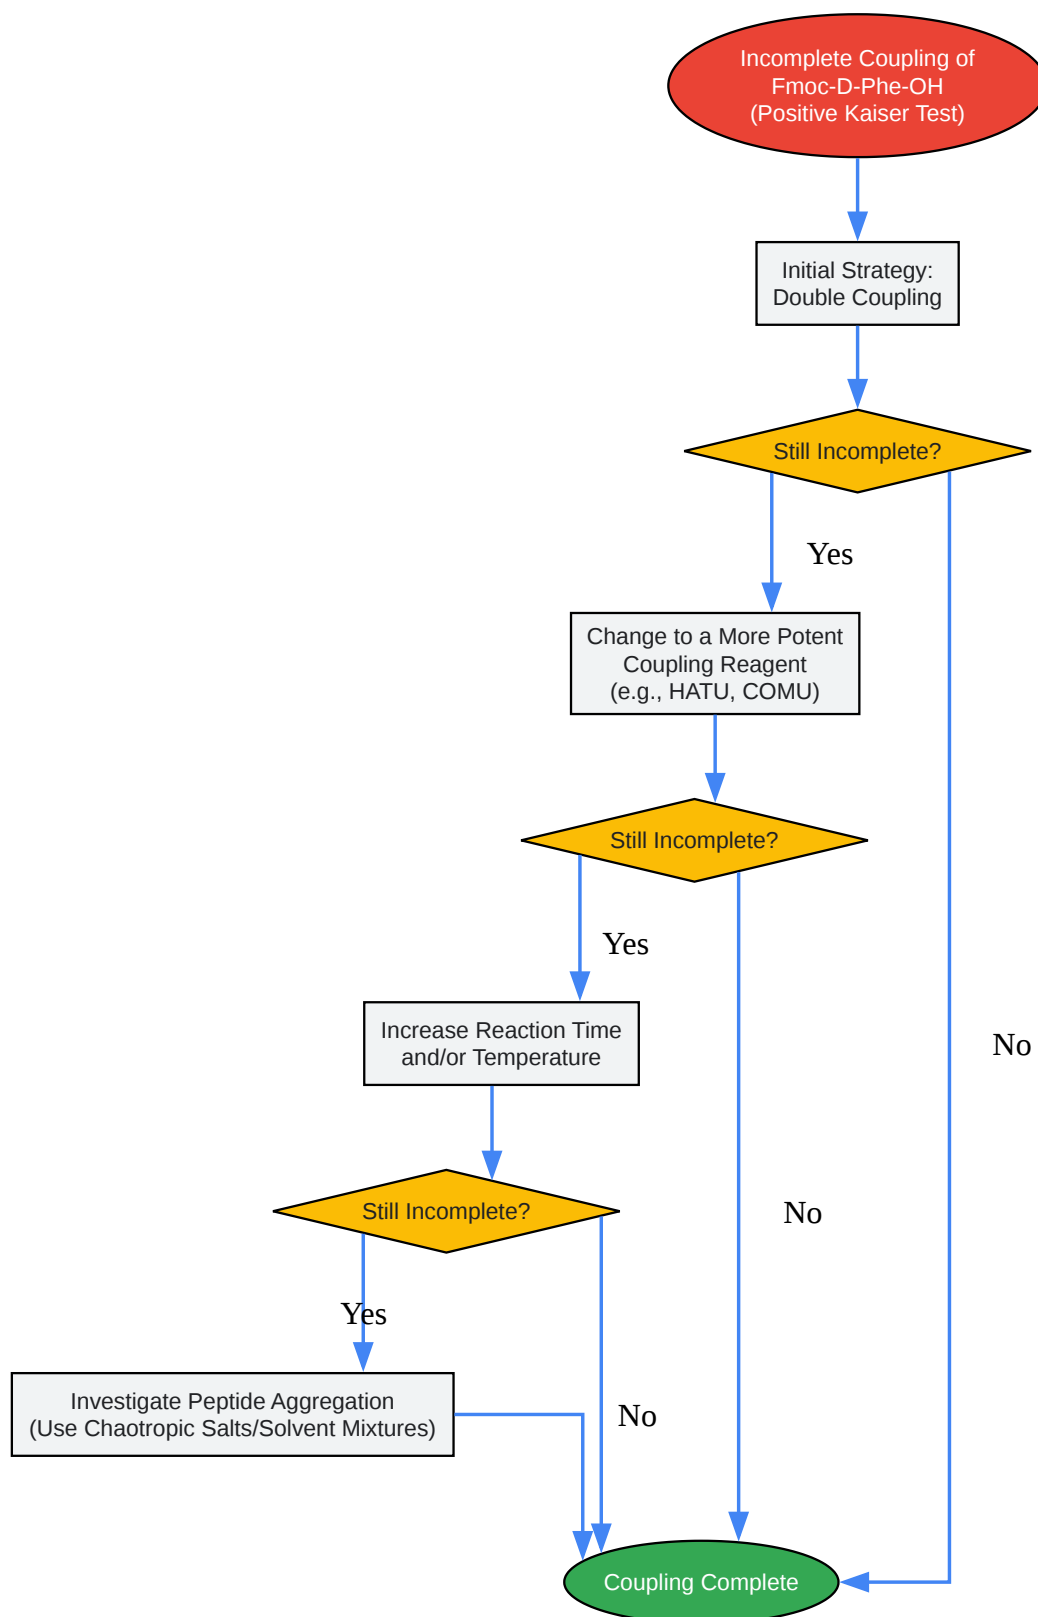 Incomplete Coupling of
Fmoc-D-Phe-OH
(Positive Kaiser Test)
Initial Strategy:
Double Coupling
Still Incomplete?
Yes
Change to a More Potent
Coupling Reagent
(e.g., HATU, COMU)
Still Incomplete?
Yes
Increase Reaction Time
and/or Temperature
No
Still Incomplete?
No
Yes
Investigate Peptide Aggregation
(Use Chaotropic Salts/Solvent Mixtures)
No
Coupling Complete